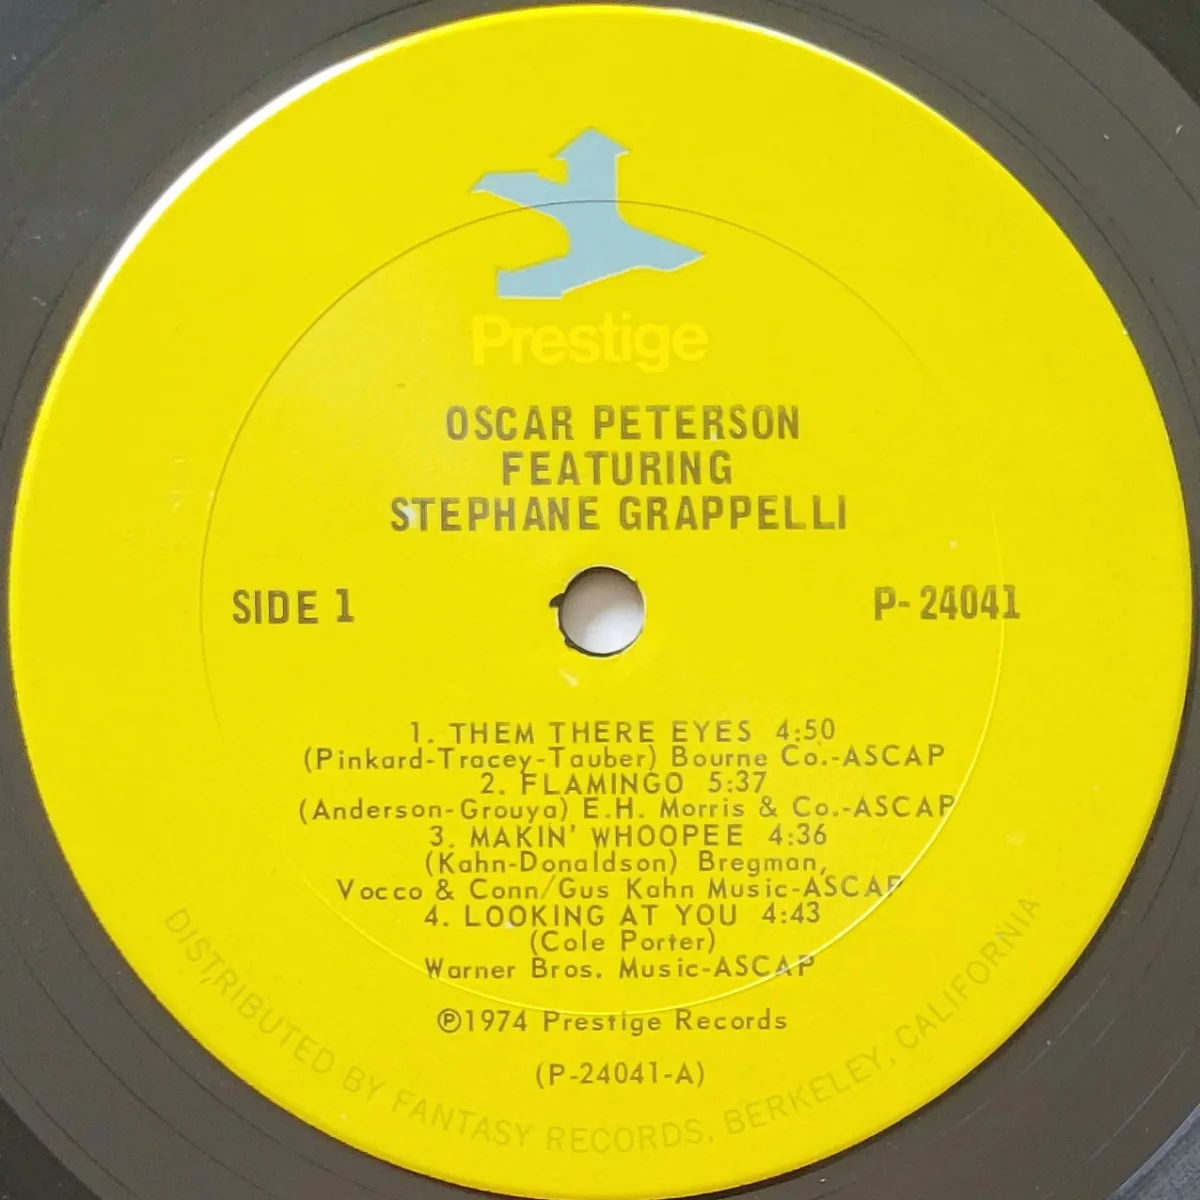 Prestige
OSCAR PETERSON
FEATURING
STEPHANE GRAPPELLI
SIDE 1
P-24041
1. THEM THERE EYES 4:50
(Pinkard-Tracey-Tauber) Bourne Co.-ASCAP
2. FLAMINGO 5:37
(Anderson-Grouya) E.H. Morris & Co.-ASCAP
3. MAKIN' WHOOPEE 4:36
(Kahn-Donaldson) Bregman,
Vocco & Conn/Gus Kahn Music-ASCAP
4. LOOKING AT YOU 4:43
(Cole Porter)
Warner Bros. Music-ASCAP
℗1974 Prestige Records
(P-24041-A)
DISTRIBUTED BY FANTASY RECORDS, BERKELEY, CALIFORNIA